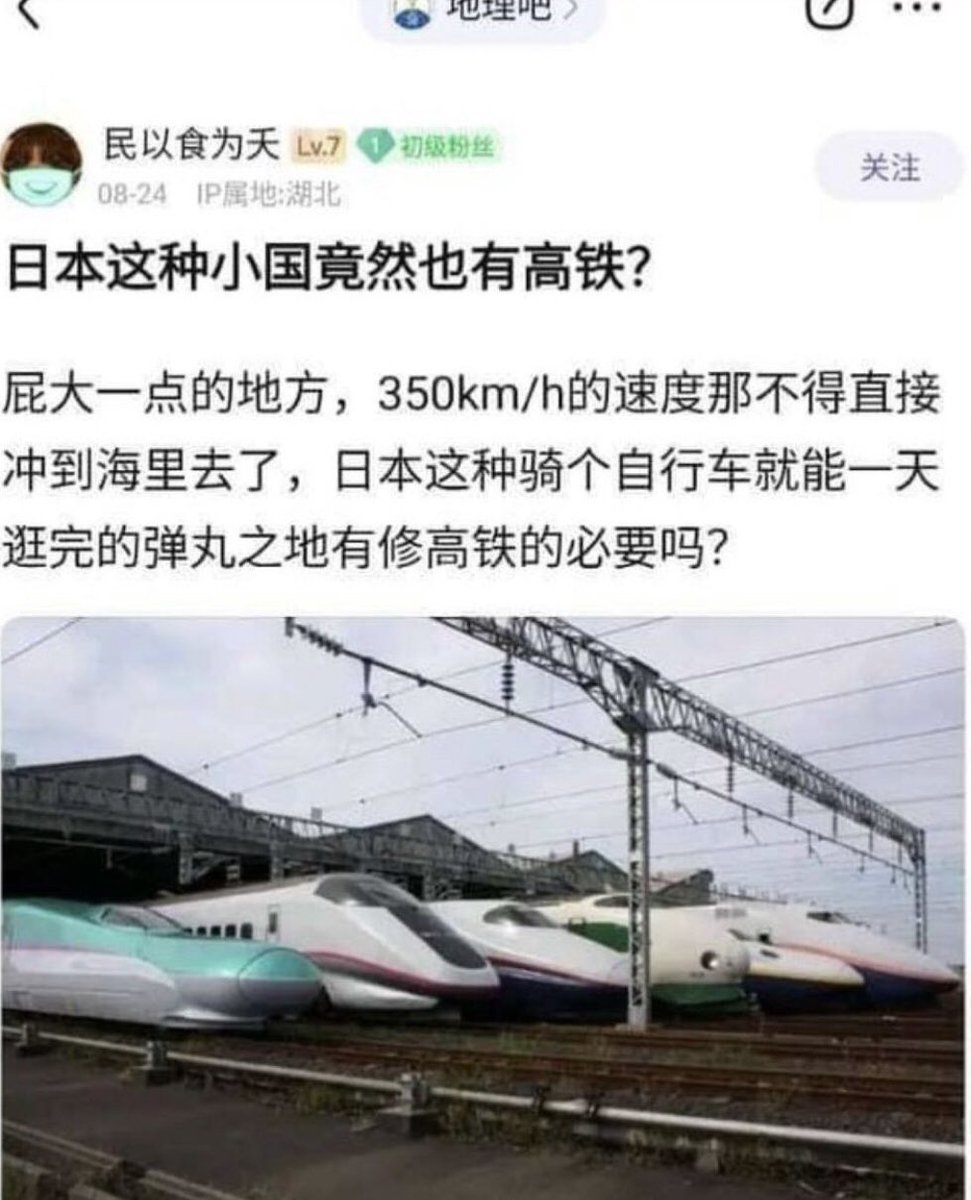 地理吧
民以食为夭 Lv.7 1 初级粉丝
关注
08-24 IP属地:湖北
日本这种小国竟然也有高铁?
屁大一点的地方，350km/h的速度那不得直接
冲到海里去了，日本这种骑个自行车就能一天
逛完的弹丸之地有修高铁的必要吗?